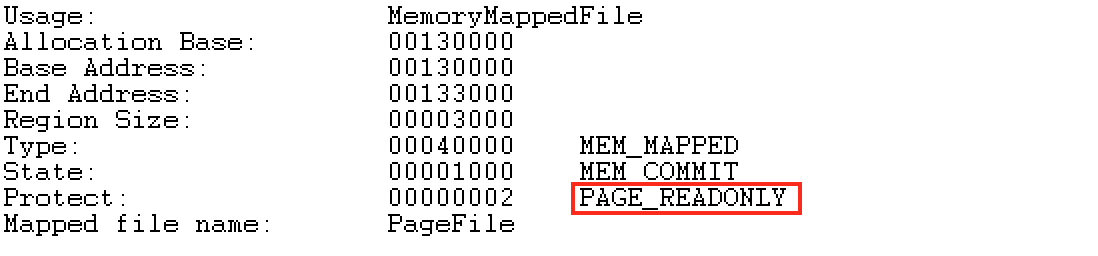 Usage: MemoryMappedFile
Allocation Base: 00130000
Base Address: 00130000
End Address: 00133000
Region Size: 00003000
Type: 00040000 MEM_MAPPED
State: 00001000 MEM_COMMIT
Protect: 00000002 PAGE_READONLY
Mapped file name: PageFile